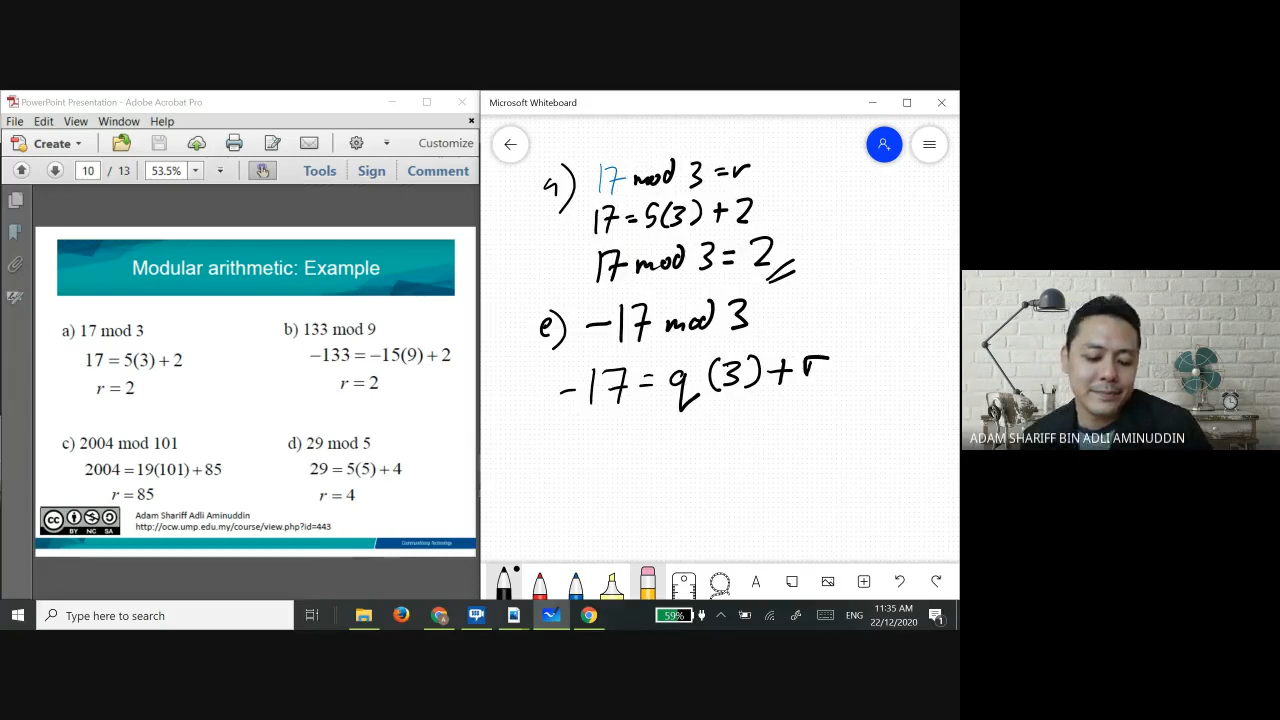 PowerPoint Presentation - Adobe Acrobat Pro
File Edit View Window Help
Create
Customize
10 / 13 53.5%
Tools Sign Comment
Modular arithmetic: Example
a) 17 mod 3
17 = 5(3) + 2
r = 2
b) 133 mod 9
−133 = −15(9) + 2
r = 2
c) 2004 mod 101
2004 = 19(101) + 85
r = 85
d) 29 mod 5
29 = 5(5) + 4
r = 4
CC BY NC SA
Adam Shariff Adli Aminuddin
http://ocw.ump.edu.my/course/view.php?id=443
Microsoft Whiteboard
a) 17 mod 3 = r
17 = 5(3) + 2
17 mod 3 = 2
e) −17 mod 3
−17 = q(3) + r
ADAM SHARIFF BIN ADLI AMINUDDIN
Type here to search
59%
ENG
11:35 AM
22/12/2020
1